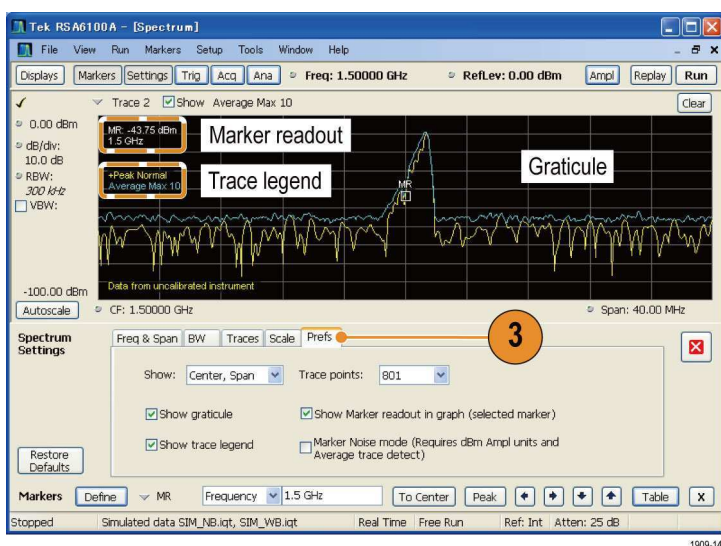 Tek RSA6100A - [Spectrum]
File View Run Markers Setup Tools Window Help
Displays Markers Settings Trig Acq Ana Freq: 1.50000 GHz RefLev: 0.00 dBm Ampl Replay Run
Trace 2 Show Average Max 10 Clear
0.00 dBm
dB/div:
10.0 dB
RBW:
300 kHz
VBW:
-100.00 dBm
Autoscale
MR: -43.75 dBm
1.5 GHz
Marker readout
+Peak Normal
Average Max 10
Trace legend
Graticule
MR
Data from uncalibrated instrument
CF: 1.50000 GHz
Span: 40.00 MHz
Spectrum
Settings
Freq & Span BW Traces Scale Prefs
3
Show: Center, Span Trace points: 801
Show graticule Show Marker readout in graph (selected marker)
Show trace legend Marker Noise mode (Requires dBm Ampl units and
Average trace detect)
Restore
Defaults
Markers Define MR Frequency 1.5 GHz To Center Peak Table X
Stopped Simulated data SIM_NB.iqt, SIM_WB.iqt Real Time Free Run Ref: Int Atten: 25 dB
1909-14